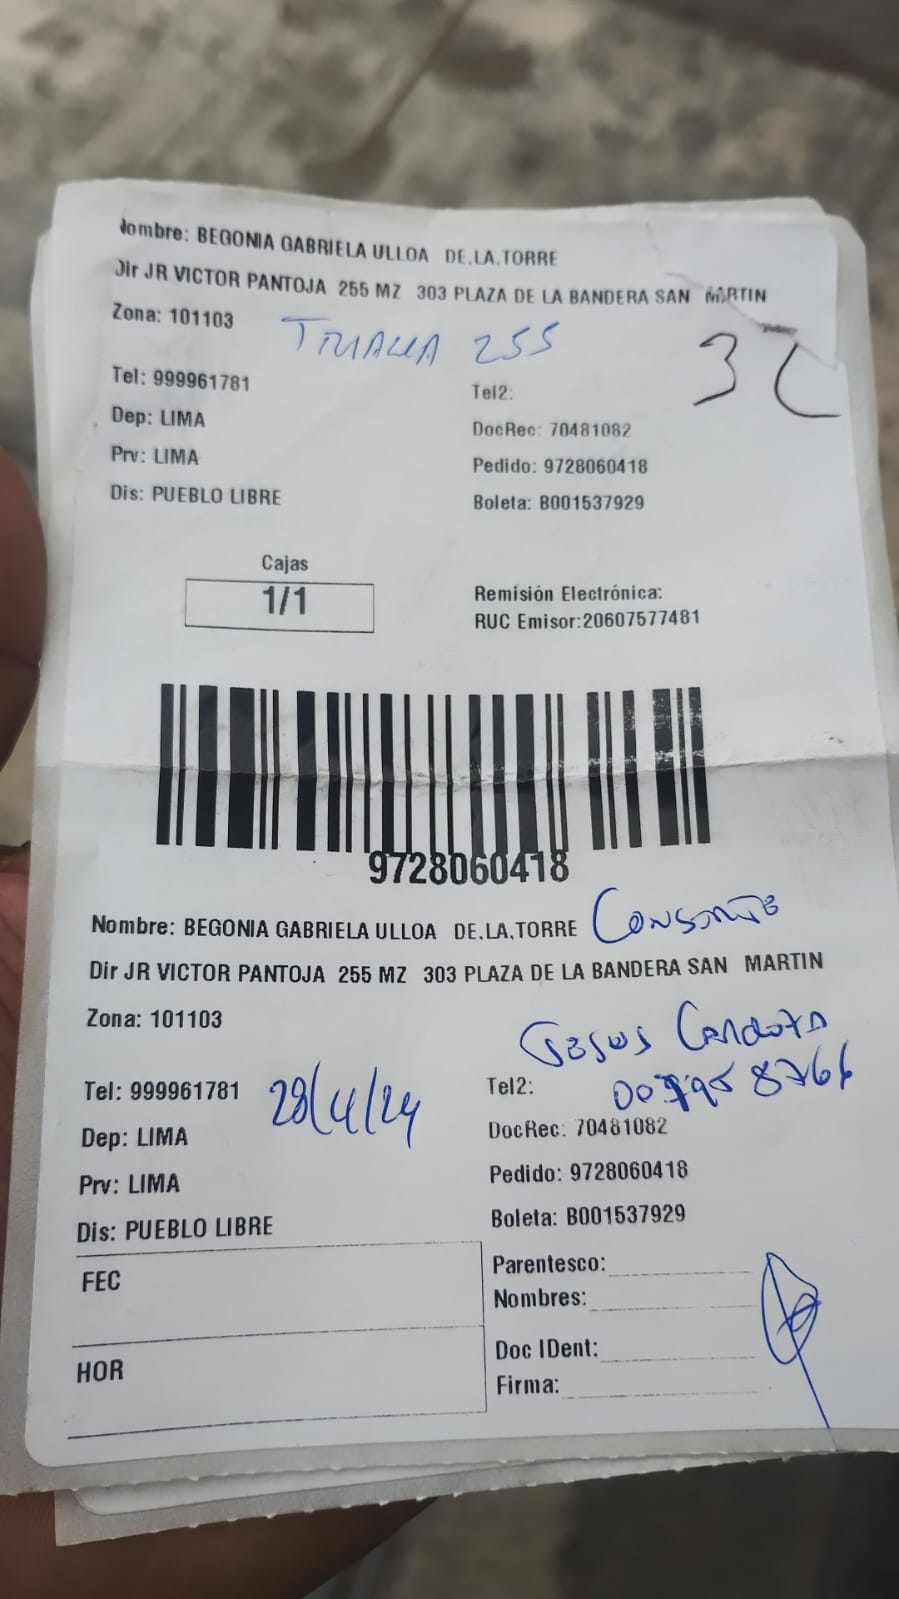 Nombre: BEGONIA GABRIELA ULLOA DE.LA.TORRE
Dir JR VICTOR PANTOJA 255 MZ 303 PLAZA DE LA BANDERA SAN MARTIN
Zona: 101103
255
3
Tel: 999961781 Tel2:
Dep: LIMA DocRec: 70481082
Prv: LIMA Pedido: 9728060418
Dis: PUEBLO LIBRE Boleta: B001537929
Cajas
1/1
Remisión Electrónica:
RUC Emisor:20607577481
9728060418
Nombre: BEGONIA GABRIELA ULLOA DE.LA.TORRE
Dir JR VICTOR PANTOJA 255 MZ 303 PLAZA DE LA BANDERA SAN MARTIN
Zona: 101103
Jesus Cardoza
Tel: 999961781 28/4/24 Tel2:
Dep: LIMA DocRec: 70481082
Prv: LIMA Pedido: 9728060418
Dis: PUEBLO LIBRE Boleta: B001537929
FEC
HOR
Parentesco:
Nombres:
Doc IDent:
Firma: